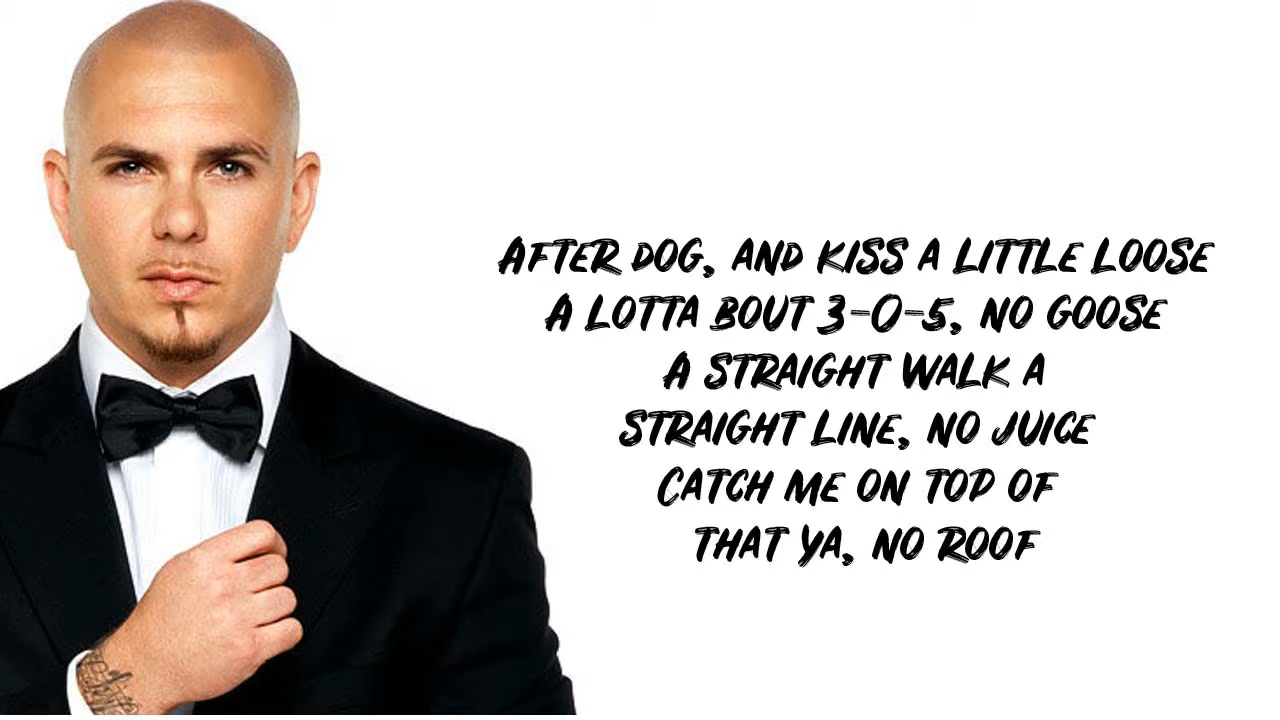 AFTER DOG, AND KISS A LITTLE LOOSE
A LOTTA BOUT 3-0-5, NO GOOSE
A STRAIGHT WALK A
STRAIGHT LINE, NO JUICE
CATCH ME ON TOP OF
THAT YA, NO ROOF